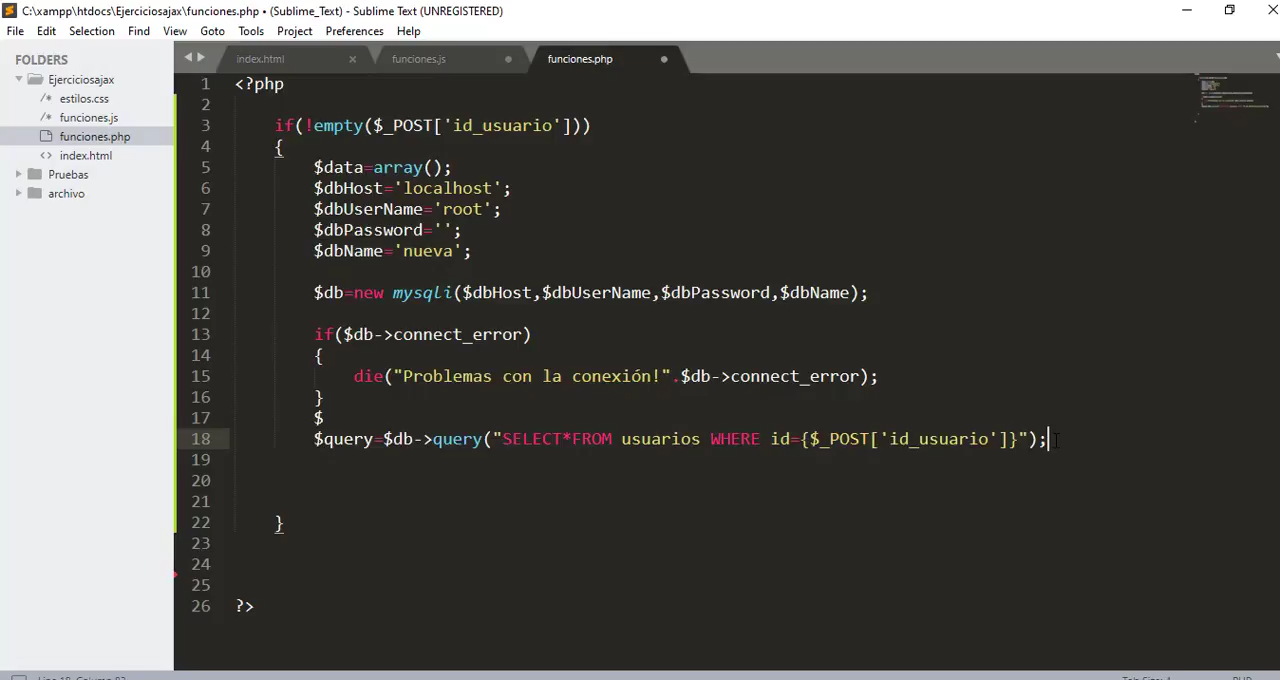 C:\xampp\htdocs\Ejerciciosajax\funciones.php • (Sublime_Text) - Sublime Text (UNREGISTERED)
File Edit Selection Find View Goto Tools Project Preferences Help
FOLDERS
Ejerciciosajax
/* estilos.css
/* funciones.js
funciones.php
<> index.html
Pruebas
archivo
index.html funciones.js funciones.php
1 <?php
2
3 if(!empty($_POST['id_usuario']))
4 {
5 $data=array();
6 $dbHost='localhost';
7 $dbUserName='root';
8 $dbPassword='';
9 $dbName='nueva';
10
11 $db=new mysqli($dbHost,$dbUserName,$dbPassword,$dbName);
12
13 if($db->connect_error)
14 {
15 die("Problemas con la conexión!".$db->connect_error);
16 }
17 $
18 $query=$db->query("SELECT*FROM usuarios WHERE id={$_POST['id_usuario']}");
19
20
21
22 }
23
24
25
26 ?>